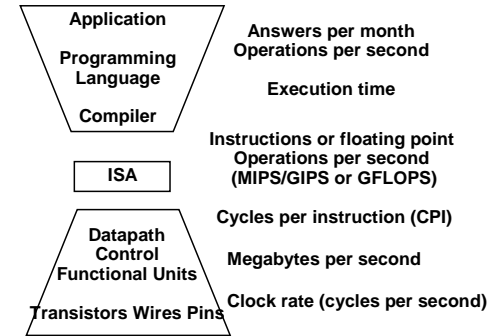 Application
Programming
Language
Compiler
ISA
Datapath
Control
Functional Units
Transistors Wires Pins
Answers per month
Operations per second
Execution time
Instructions or floating point
Operations per second
(MIPS/GIPS or GFLOPS)
Cycles per instruction (CPI)
Megabytes per second
Clock rate (cycles per second)